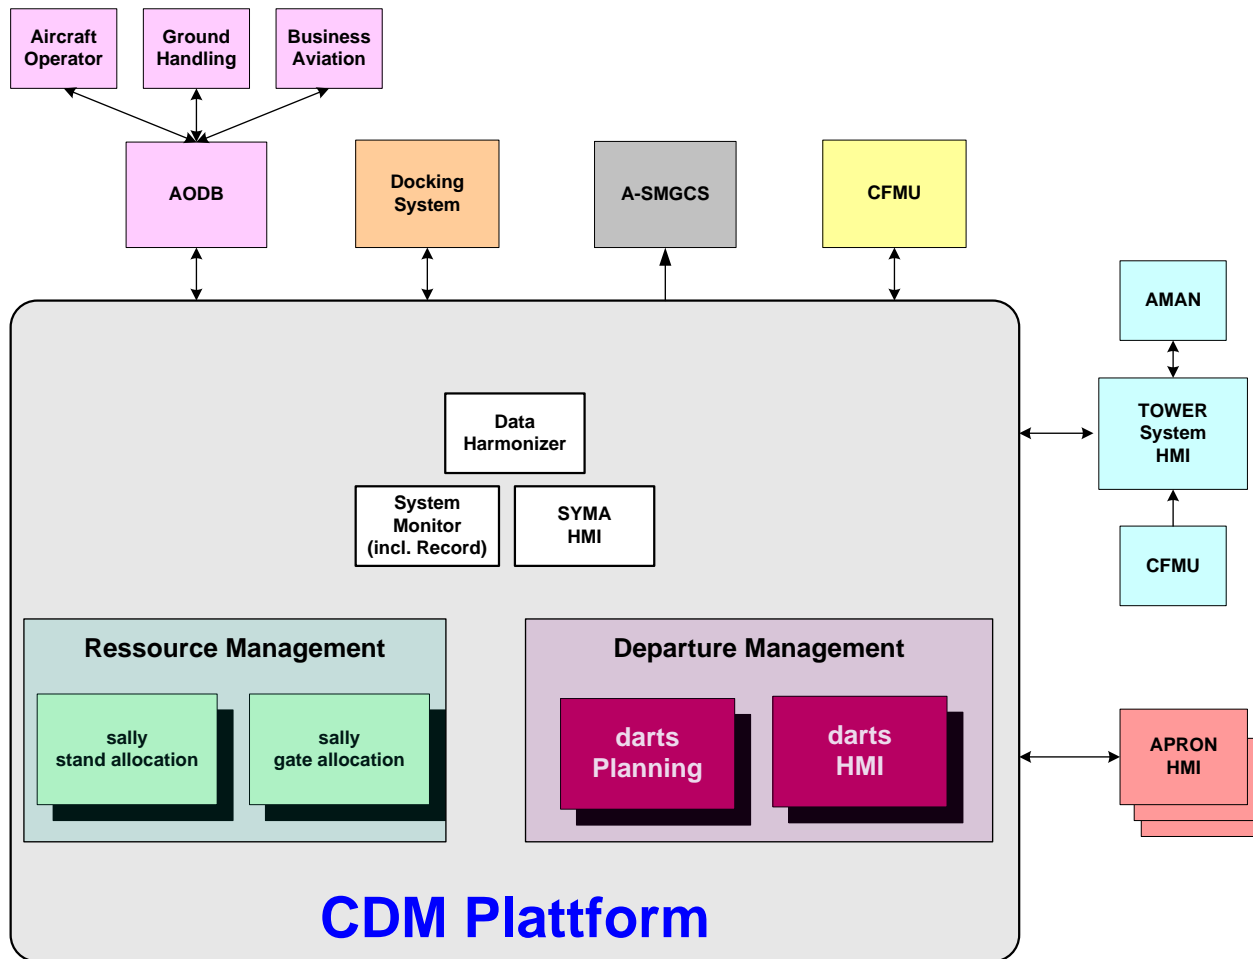 Aircraft
Operator
Ground
Handling
Business
Aviation
AODB
Docking
System
A-SMGCS
CFMU
AMAN
TOWER
System
HMI
CFMU
Data
Harmonizer
System
Monitor
(incl. Record)
SYMA
HMI
Ressource Management
sally
stand allocation
sally
gate allocation
Departure Management
darts
Planning
darts
HMI
APRON
HMI
CDM Plattform